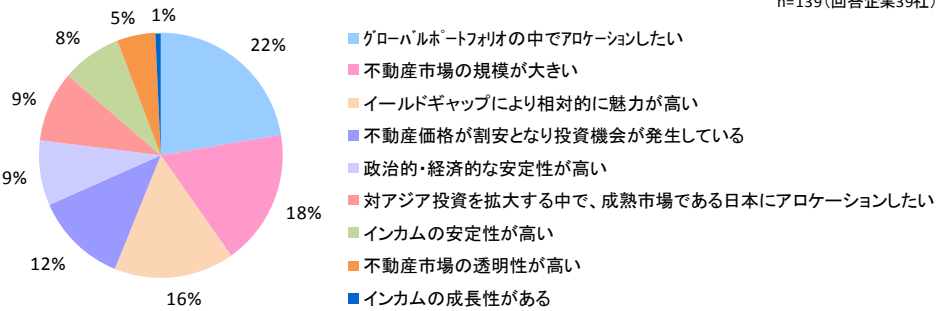 n=139(回答企業39社)
1%
5%
8%
9%
9%
12%
16%
18%
22%
ｸﾞﾛｰﾊﾞﾙﾎﾟｰﾄﾌｫﾘｵの中でｱﾛｹｰｼｮﾝしたい
不動産市場の規模が大きい
イールドギャップにより相対的に魅力が高い
不動産価格が割安となり投資機会が発生している
政治的・経済的な安定性が高い
対アジア投資を拡大する中で、成熟市場である日本にアロケーションしたい
インカムの安定性が高い
不動産市場の透明性が高い
インカムの成長性がある